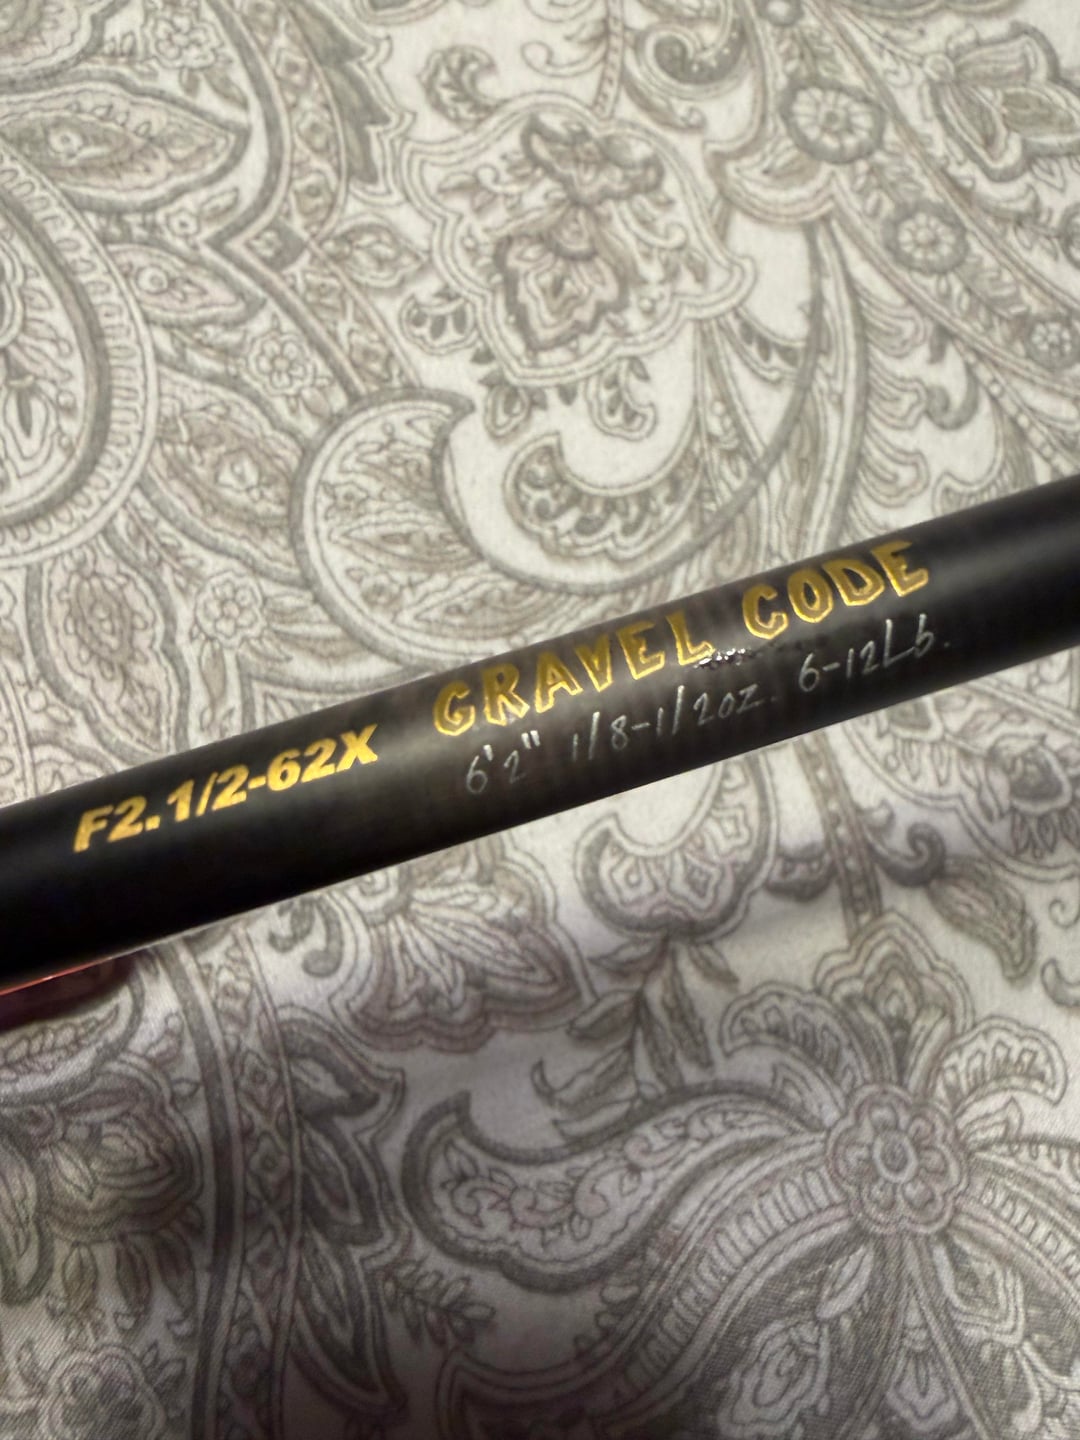 F2.1/2-62X GRAVEL CODE
6'2" 1/8-1/2oz. 6-12Lb.